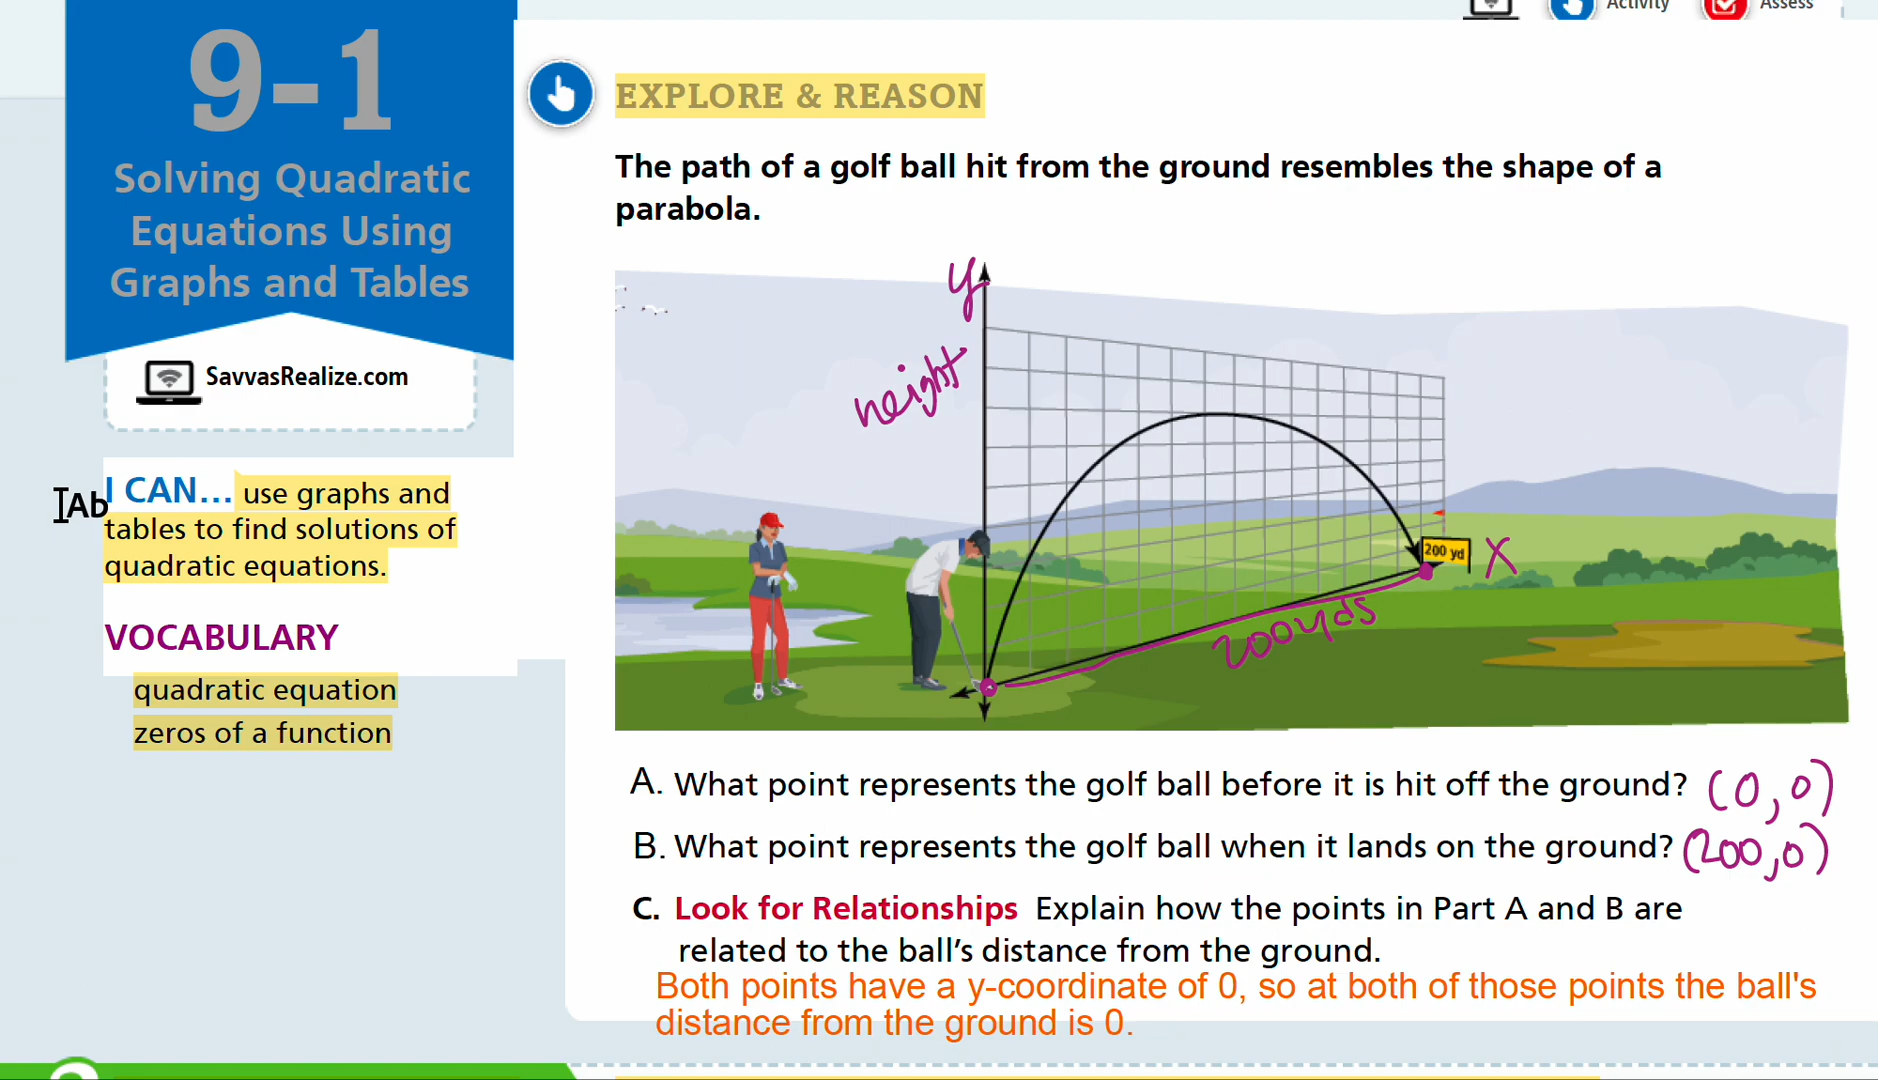 Activity
Assess
9-1
Solving Quadratic
Equations Using
Graphs and Tables
SavvasRealize.com
I CAN... use graphs and
tables to find solutions of
quadratic equations.
VOCABULARY
quadratic equation
zeros of a function
Ab
EXPLORE & REASON
The path of a golf ball hit from the ground resembles the shape of a
parabola.
y
height
200 yd
x
200yds
A. What point represents the golf ball before it is hit off the ground? (0,0)
B. What point represents the golf ball when it lands on the ground? (200,0)
C. Look for Relationships Explain how the points in Part A and B are
related to the ball's distance from the ground.
Both points have a y-coordinate of 0, so at both of those points the ball's
distance from the ground is 0.